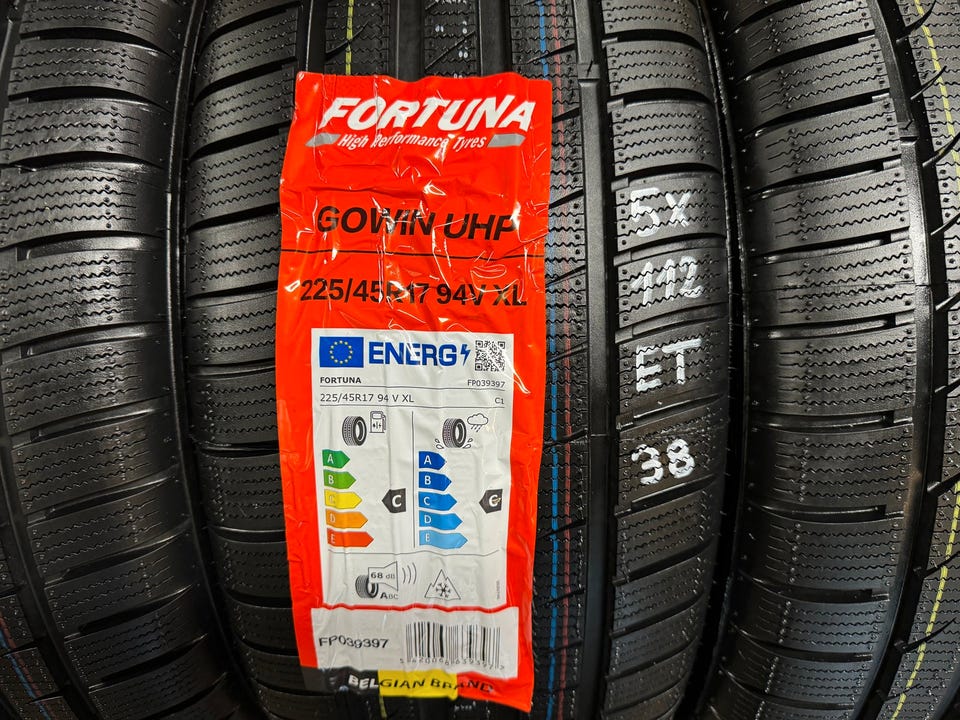 FORTUNA
High Performance Tyres
GOWIN UHP
225/45R17 94V XL
ENERG
FORTUNA FP039397
225/45R17 94 V XL C1
A A
B B
C C C C
D D
E E
68 dB
ABC
FP039397
BELGIAN BRAND
5x
112
ET
38